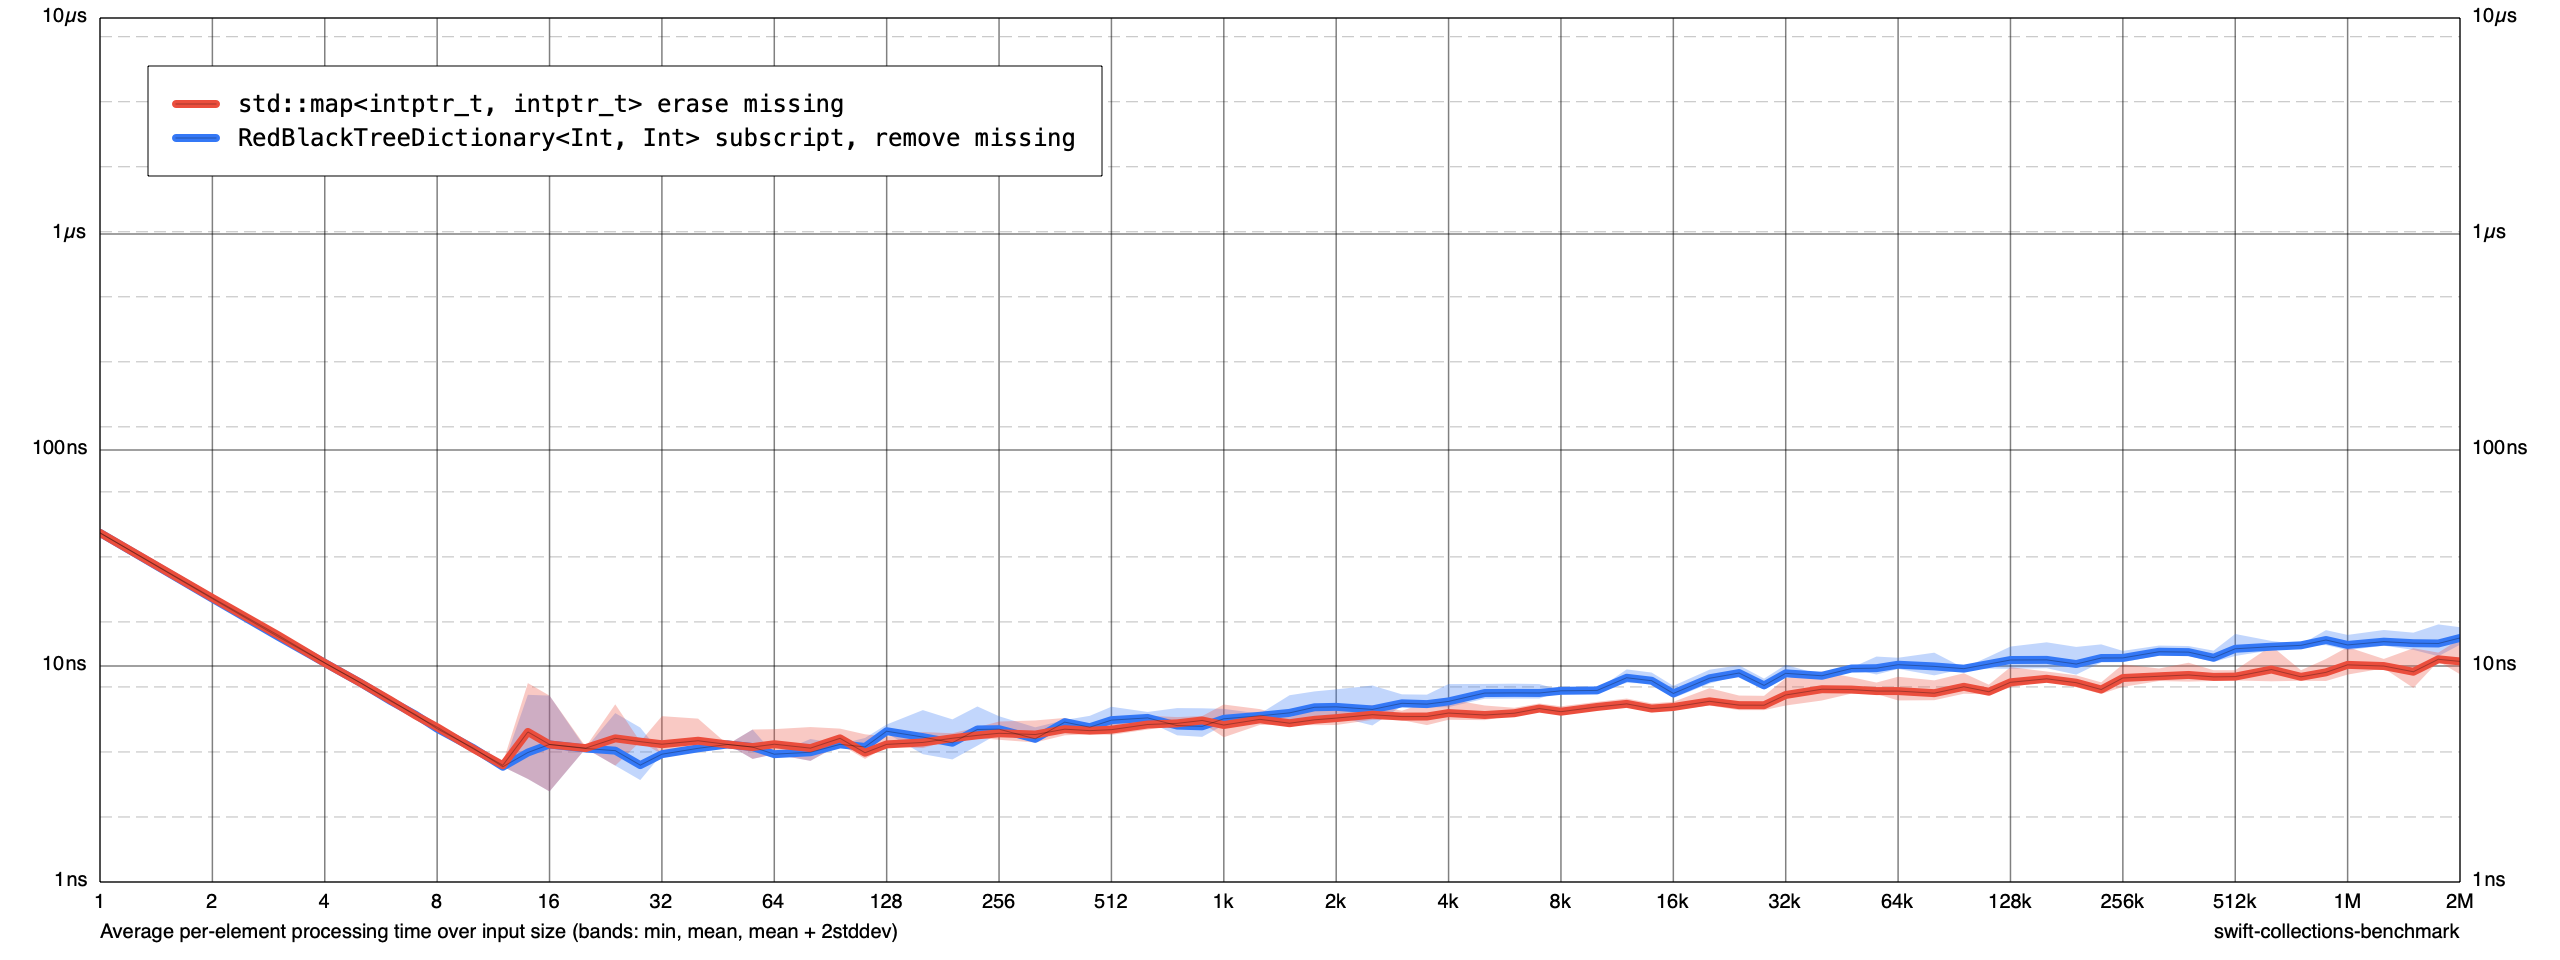 10µs
10µs
std::map<intptr_t, intptr_t> erase missing
RedBlackTreeDictionary<Int, Int> subscript, remove missing
1µs
1µs
100ns
100ns
10ns
10ns
1ns
1ns
1 2 4 8 16 32 64 128 256 512 1k 2k 4k 8k 16k 32k 64k 128k 256k 512k 1M 2M
Average per-element processing time over input size (bands: min, mean, mean + 2stddev)
swift-collections-benchmark